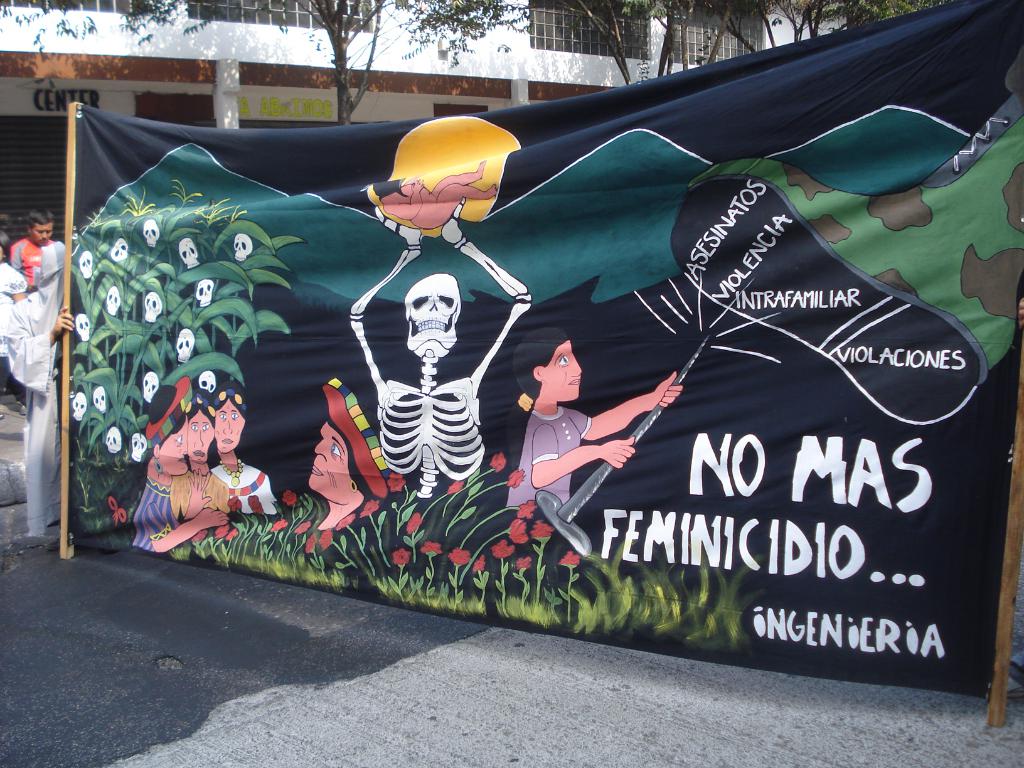 CENTER
ASESINATOS
VIOLENCIA
INTRAFAMILIAR
VIOLACIONES
NO MAS
FEMINICIDIO...
INGENIERIA